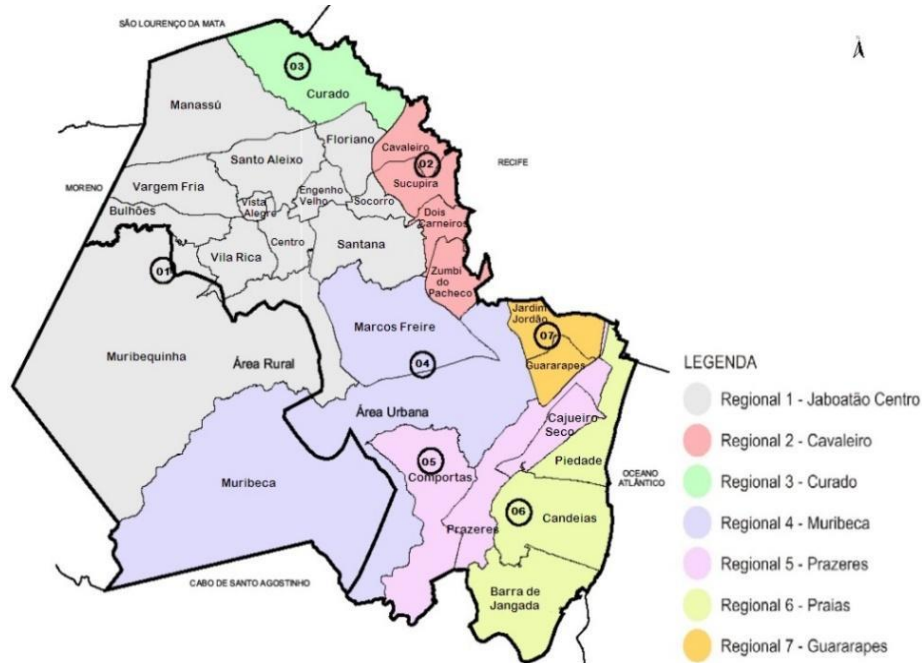 SÃO LOURENÇO DA MATA
03
Curado
Manassú
Floriano
Cavaleiro
Santo Aleixo
02
RECIFE
Vargem Fria
MORENO
Engenho
Velho
Socorro
Sucupira
Vista
Alegre
Bulhões
Dois
Carneiros
Centro
Santana
Vila Rica
01
Zumbi
do
Pacheco
Jardim
Jordão
Marcos Freire
07
Muribequinha
Área Rural
04
Guararapes
Área Urbana
Cajueiro
Seco
05
Comportas
Piedade
OCEANO
ATLÂNTICO
Muribeca
06
Candeias
Prazeres
CABO DE SANTO AGOSTINHO
Barra de
Jangada
LEGENDA
Regional 1 - Jaboatão Centro
Regional 2 - Cavaleiro
Regional 3 - Curado
Regional 4 - Muribeca
Regional 5 - Prazeres
Regional 6 - Praias
Regional 7 - Guararapes